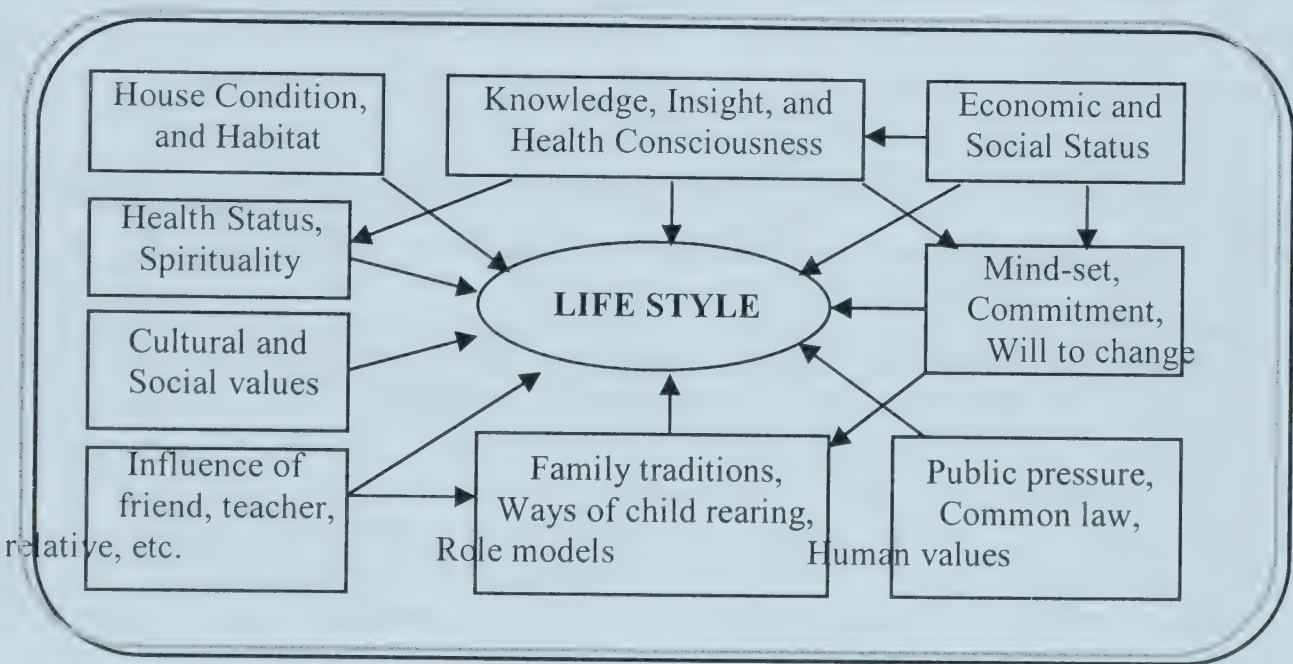 House Condition,
and Habitat
Knowledge, Insight, and
Health Consciousness
Economic and
Social Status
Health Status,
Spirituality
LIFE STYLE
Mind-set,
Commitment,
Will to change
Cultural and
Social values
Influence of
friend, teacher,
relative, etc.
Family traditions,
Ways of child rearing,
Role models
Public pressure,
Common law,
Human values